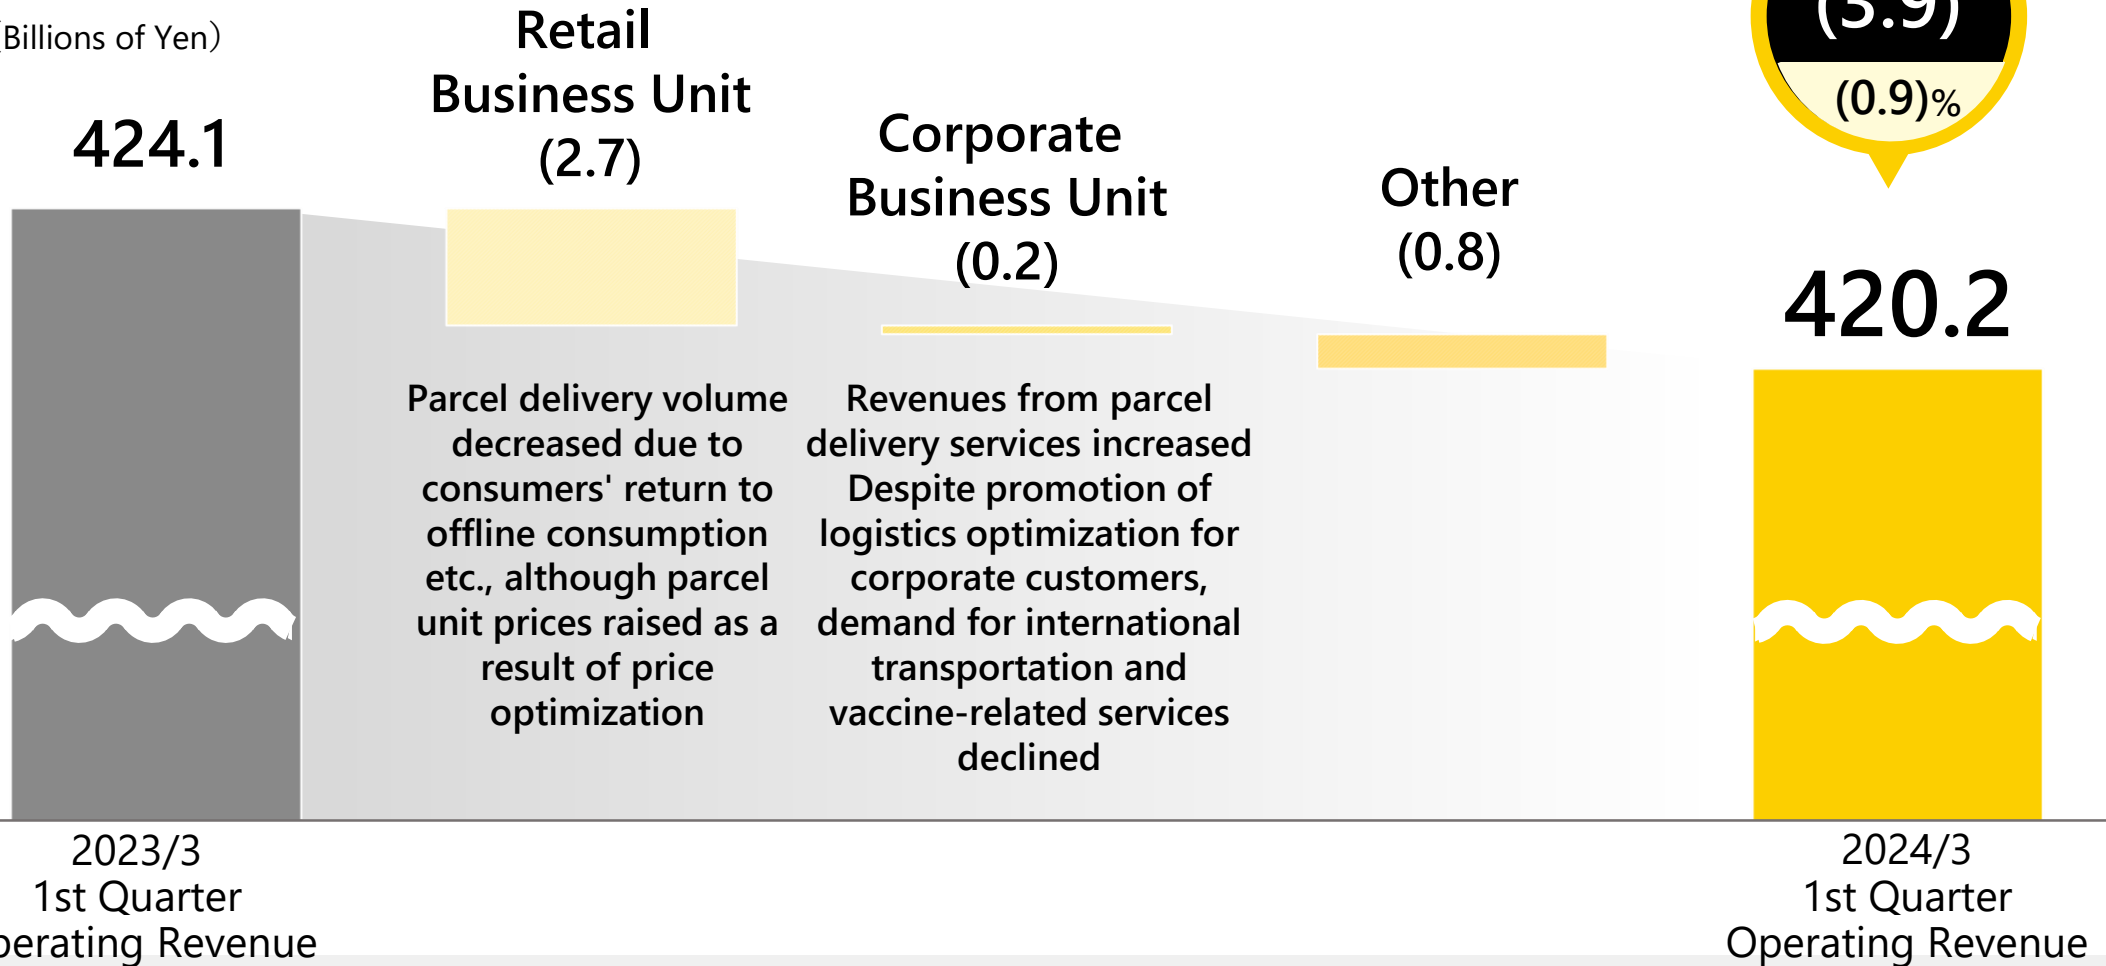 (Billions of Yen)
424.1
Retail
Business Unit
(2.7)
Corporate
Business Unit
(0.2)
Other
(0.8)
(3.9)
(0.9)%
420.2
Parcel delivery volume
decreased due to
consumers' return to
offline consumption
etc., although parcel
unit prices raised as a
result of price
optimization
Revenues from parcel
delivery services increased
Despite promotion of
logistics optimization for
corporate customers,
demand for international
transportation and
vaccine-related services
declined
2023/3
1st Quarter
perating Revenue
2024/3
1st Quarter
Operating Revenue